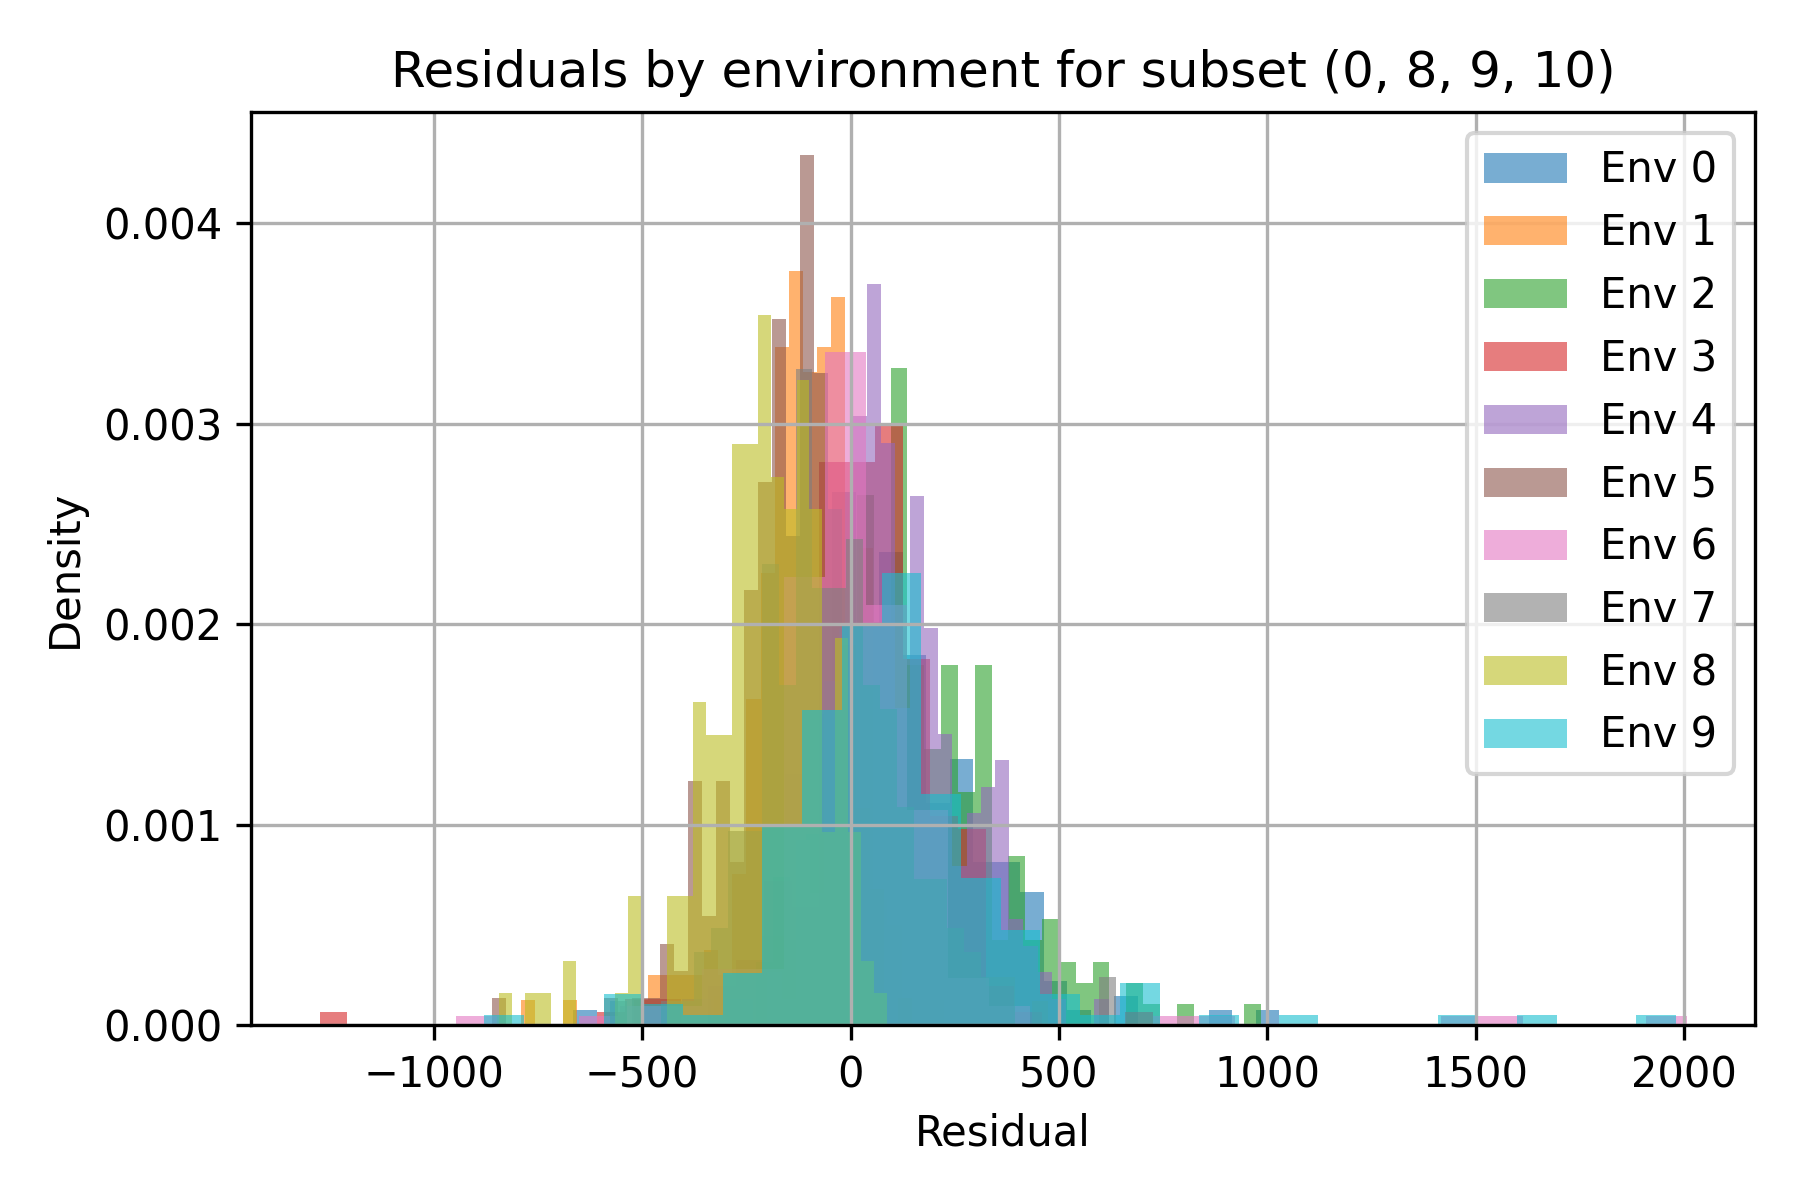 Residuals by environment for subset (0, 8, 9, 10)
Density
0.004
0.003
0.002
0.001
0.000
−1000
−500
0
500
1000
1500
2000
Residual
Env 0
Env 1
Env 2
Env 3
Env 4
Env 5
Env 6
Env 7
Env 8
Env 9